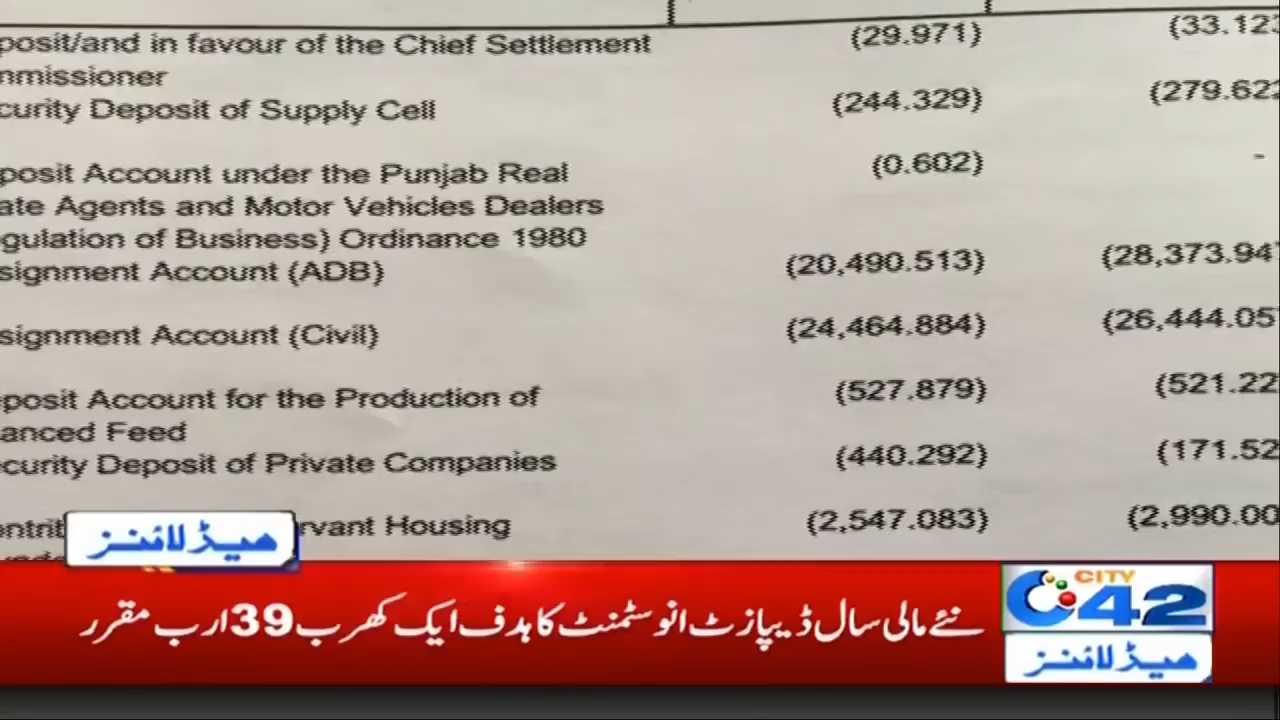 posit/and in favour of the Chief Settlement (29.971) (33.12
mmissioner
curity Deposit of Supply Cell (244.329) (279.622
posit Account under the Punjab Real (0.602) -
ate Agents and Motor Vehicles Dealers
gulation of Business) Ordinance 1980
signment Account (ADB) (20,490.513) (28,373.94
signment Account (Civil) (24,464.884) (26,444.05
posit Account for the Production of (527.879) (521.22
anced Feed
curity Deposit of Private Companies (440.292) (171.52
ntrib rvant Housing (2,547.083) (2,990.00
ہیڈلائنز
نئے مالی سال ڈیپازٹ انوسٹمنٹ کا ہدف ایک کھرب 39 ارب مقرر
CITY
42
ہیڈلائنز